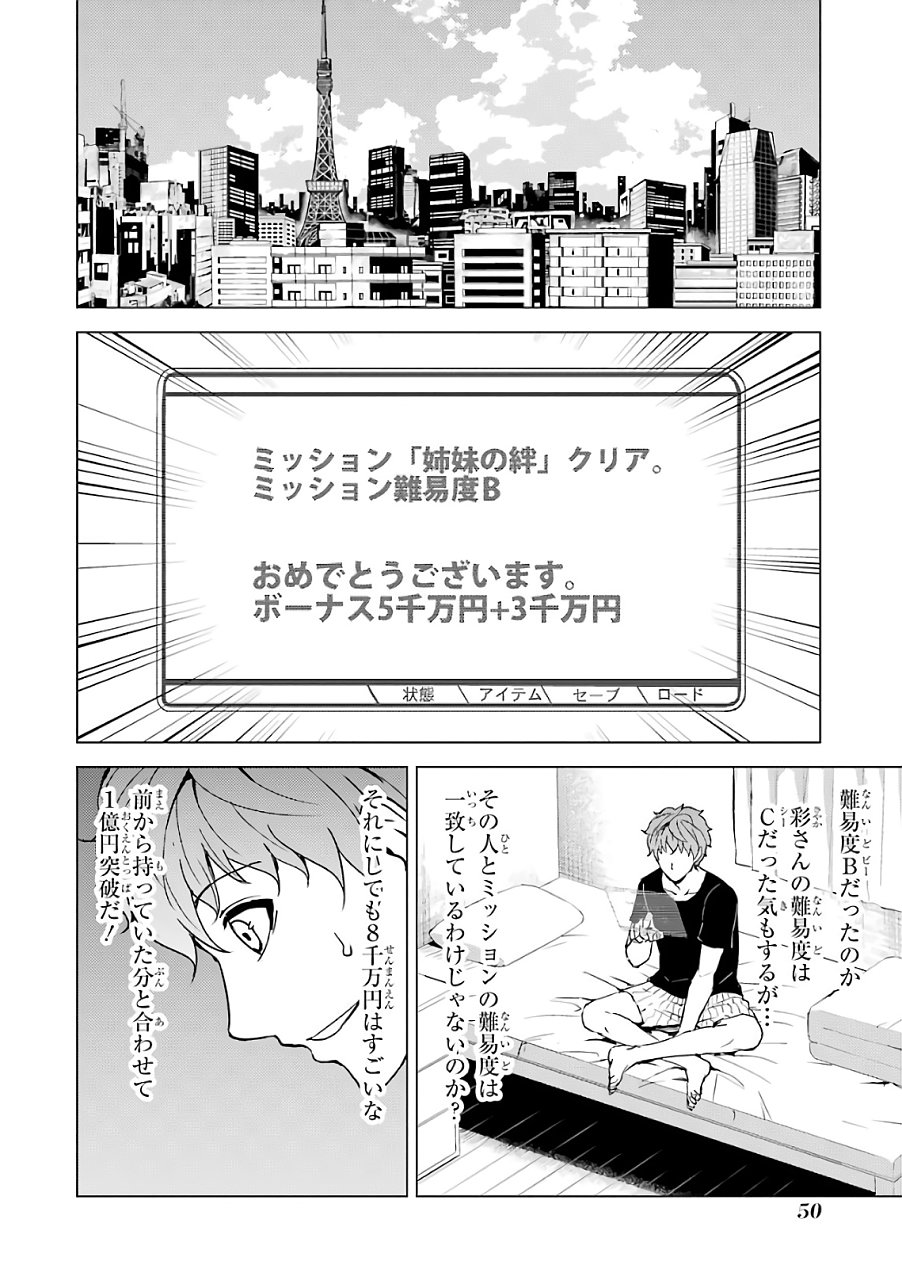 ミッション「姉妹の絆」クリア。
ミッション難易度B
おめでとうございます。
ボーナス5千万円+3千万円
状態
アイテム
セーブ
ロード
難易度Bだったのか
彩さんの難易度は
Cだった気もするが…
その人とミッションの難易度は
一致しているわけじゃないのか?
それにしても8千万円はすごいな
前から持っていた分と合わせて
1億円突破だ!
50